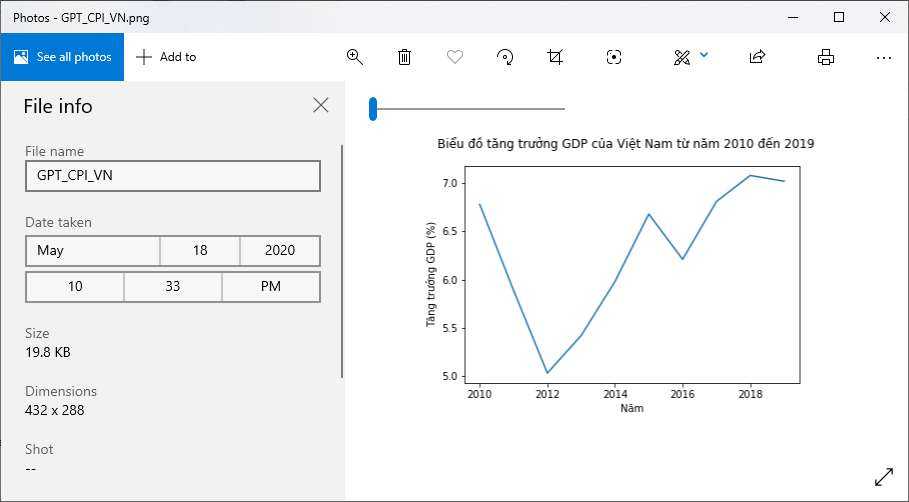 Photos - GPT_CPI_VN.png
See all photos
Add to
File info
File name
GPT_CPI_VN
Date taken
May 18 2020
10 33 PM
Size
19.8 KB
Dimensions
432 x 288
Shot
--
Biểu đồ tăng trưởng GDP của Việt Nam từ năm 2010 đến 2019
Tăng trưởng GDP (%)
7.0
6.5
6.0
5.5
5.0
2010 2012 2014 2016 2018
Năm